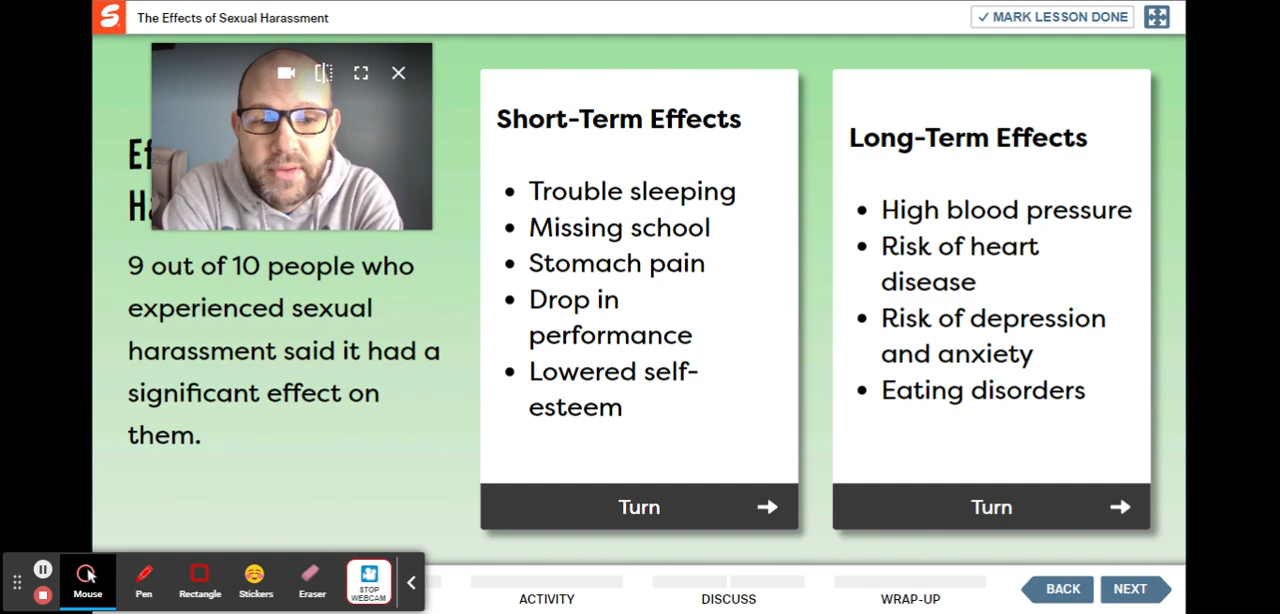 The Effects of Sexual Harassment
✓ MARK LESSON DONE
9 out of 10 people who
experienced sexual
harassment said it had a
significant effect on
them.
Short-Term Effects
• Trouble sleeping
• Missing school
• Stomach pain
• Drop in
performance
• Lowered self-
esteem
Turn
Long-Term Effects
• High blood pressure
• Risk of heart
disease
• Risk of depression
and anxiety
• Eating disorders
Turn
Mouse
Pen
Rectangle
Stickers
Eraser
STOP
WEBCAM
ACTIVITY
DISCUSS
WRAP-UP
BACK
NEXT